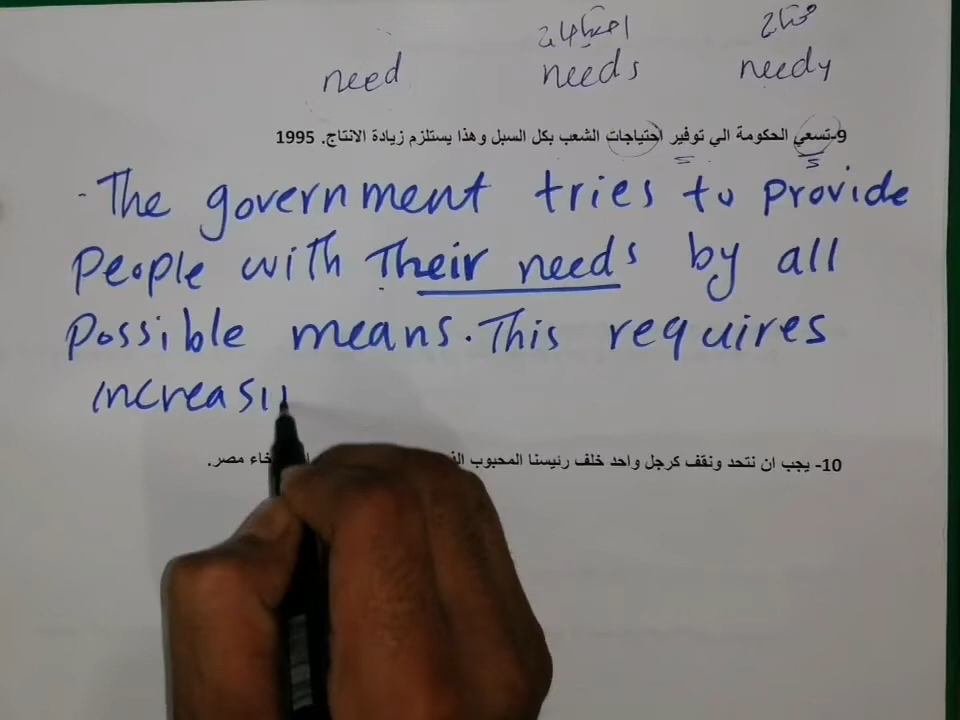 محتاج احتياجات
need needs needy
9-تسعي الحكومة الي توفير احتياجات الشعب بكل السبل وهذا يستلزم زيادة الانتاج. 1995
- The government tries to provide
people with their needs by all
possible means. This requires
increasin
10- يجب ان نتحد ونقف كرجل واحد خلف رئيسنا المحبوب مصر.